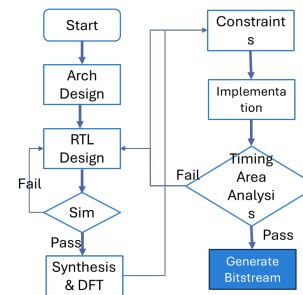 Start
Arch
Design
RTL
Design
Fail
Sim
Pass
Synthesis
& DFT
Constraint
s
Implementa
tion
Timing
Area
Analysi
s
Fail
Pass
Generate
Bitstream